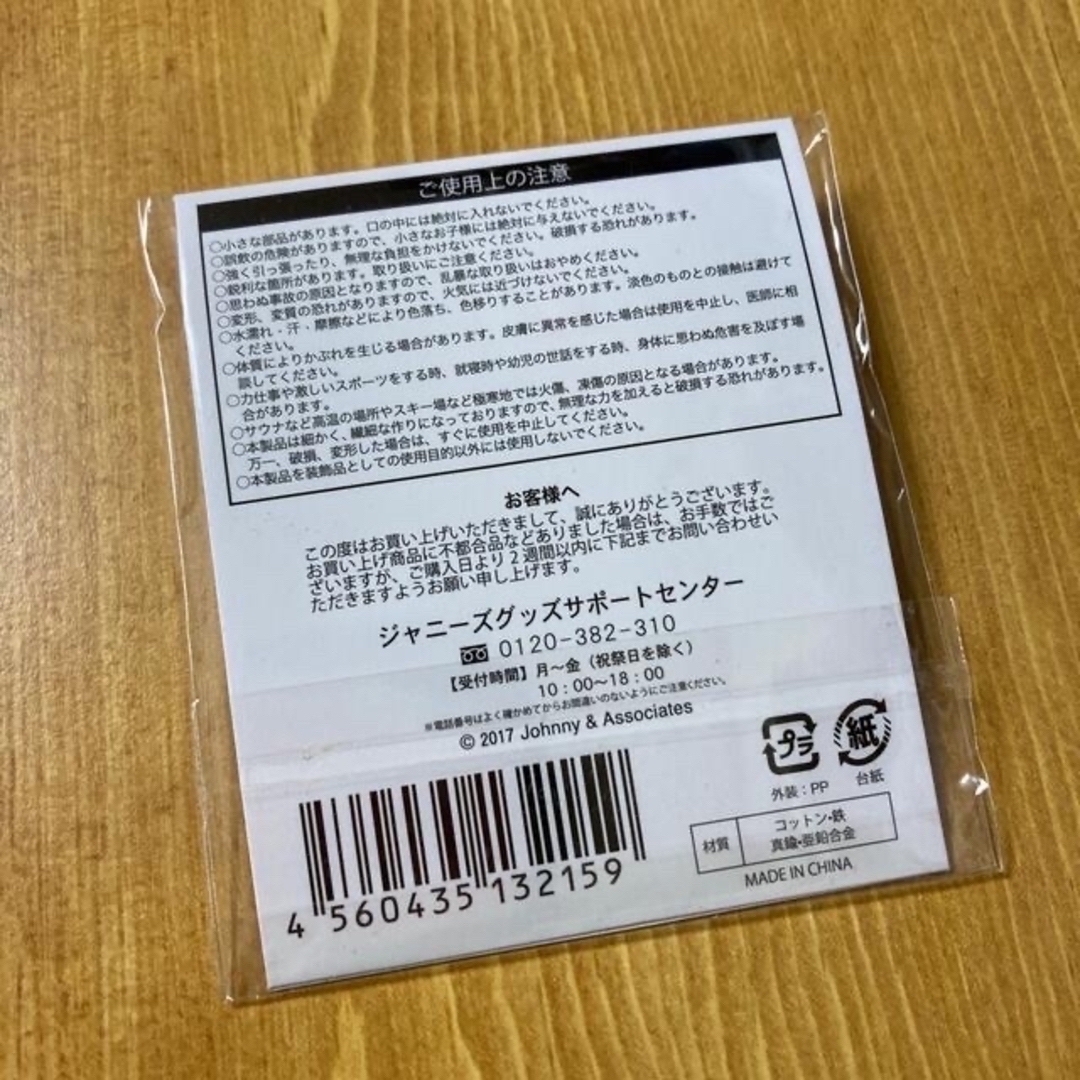 ご使用上の注意
○小さな部品があります。口の中には絶対に入れないでください。
○誤飲の危険がありますので、小さなお子様には絶対に与えないでください。
○強く引っ張ったり、無理な負担をかけないでください。破損する恐れがあります。
○鋭利な箇所があります。取り扱いにご注意ください。
○思わぬ事故の原因となりますので、乱暴な取り扱いはおやめください。
○変形、変質の恐れがありますので、火気には近づけないでください。
○水濡れ・汗・摩擦などにより色落ち、色移りすることがあります。淡色のものとの接触は避けて
ください。
○体質によりかぶれを生じる場合があります。皮膚に異常を感じた場合は使用を中止し、医師に相
談してください。
○力仕事や激しいスポーツをする時、就寝時や幼児の世話をする時、身体に思わぬ危害を及ぼす場
合があります。
○サウナなど高温の場所やスキー場など極寒地では火傷、凍傷の原因となる場合があります。
○本製品は細かく、繊細な作りになっておりますので、無理な力を加えると破損する恐れがあります。
万一、破損、変形した場合は、すぐに使用を中止してください。
○本製品を装飾品としての使用目的以外には使用しないでください。
お客様へ
この度はお買い上げいただきまして、誠にありがとうございます。
お買い上げ商品に不都合品などありました場合は、お手数ではご
ざいますが、ご購入日より2週間以内に下記までお問い合わせい
ただきますようお願い申し上げます。
ジャニーズグッズサポートセンター
0120-382-310
【受付時間】月〜金（祝祭日を除く）
10：00〜18：00
※電話番号はよく確かめてからお間違いのないようにご注意ください。
© 2017 Johnny & Associates
プラ
紙
外装：PP
台紙
材質
コットン・鉄
真鍮・亜鉛合金
MADE IN CHINA
4 560435 132159